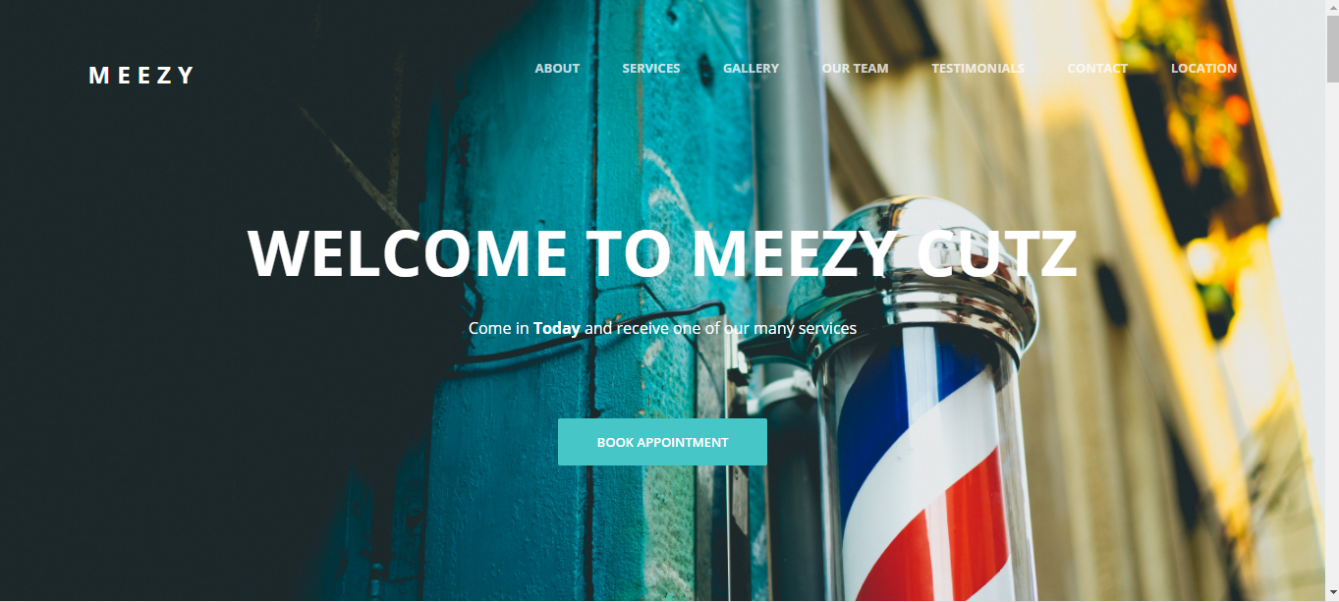 MEEZY
ABOUT SERVICES GALLERY OUR TEAM TESTIMONIALS CONTACT LOCATION
WELCOME TO MEEZY CUTZ
Come in Today and receive one of our many services
BOOK APPOINTMENT